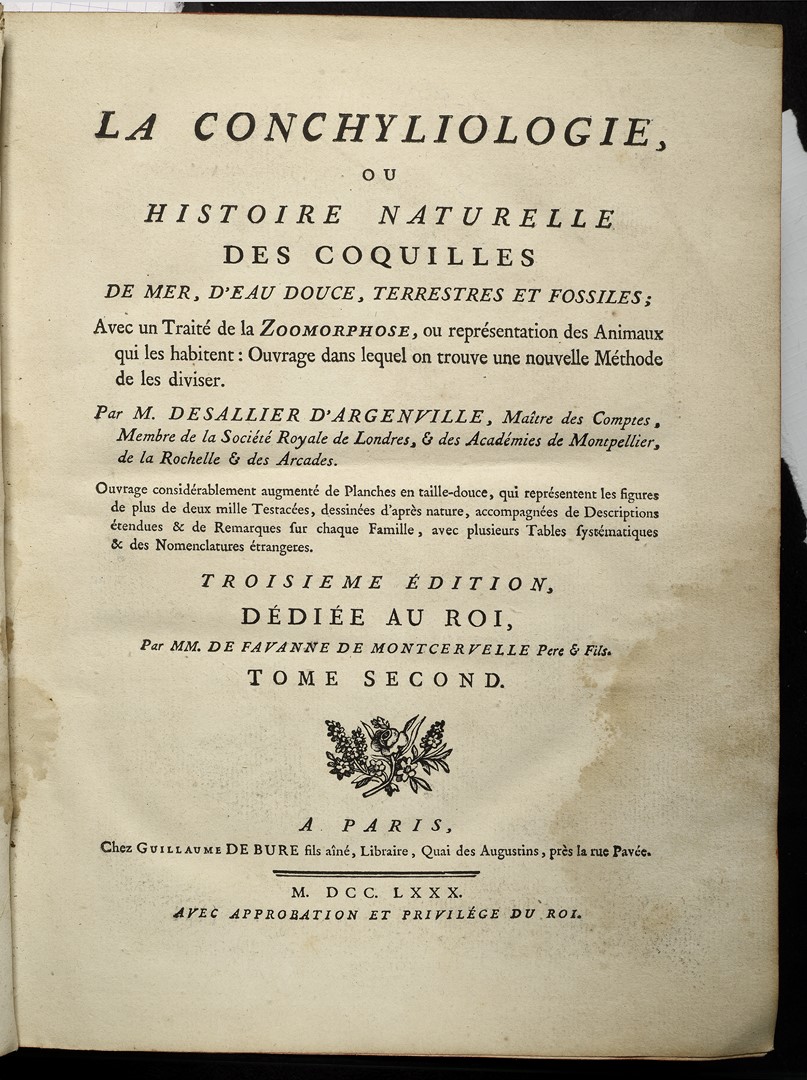 LA CONCHYLIOLOGIE,
OU
HISTOIRE NATURELLE
DES COQUILLES
DE MER, D'EAU DOUCE, TERRESTRES ET FOSSILES;
Avec un Traité de la ZOOMORPHOSE, ou représentation des Animaux
qui les habitent : Ouvrage dans lequel on trouve une nouvelle Méthode
de les diviser.
Par M. DESALLIER D'ARGENVILLE, Maître des Comptes,
Membre de la Société Royale de Londres, & des Académies de Montpellier,
de la Rochelle & des Arcades.
Ouvrage considérablement augmenté de Planches en taille-douce, qui représentent les figures
de plus de deux mille Testacées, dessinées d'après nature, accompagnées de Descriptions
étendues & de Remarques ſur chaque Famille, avec plusieurs Tables ſyſtématiques
& des Nomenclatures étrangeres.
TROISIEME ÉDITION,
DÉDIÉE AU ROI,
Par MM. DE FAVANNE DE MONTCERVELLE Pere & Fils.
TOME SECOND.
A PARIS,
Chez GUILLAUME DE BURE fils aîné, Libraire, Quai des Augustins, près la rue Pavée.
M. DCC. LXXX.
AVEC APPROBATION ET PRIVILÉGE DU ROI.